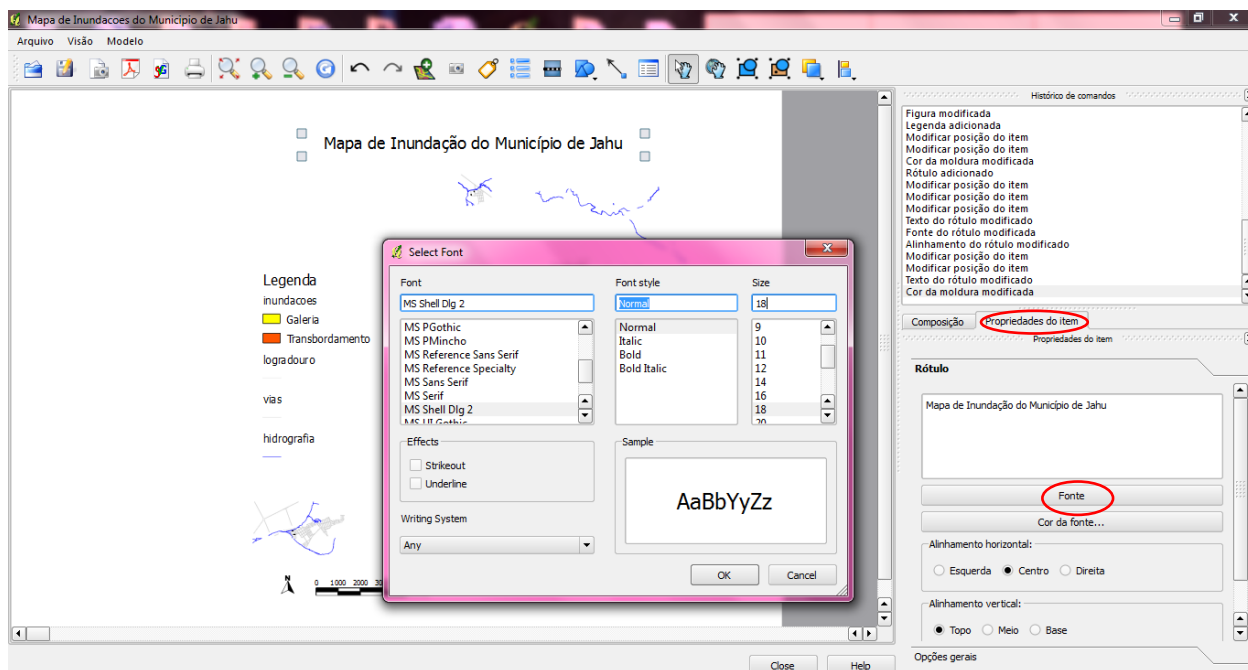 Mapa de Inundacoes do Municipio de Jahu
Arquivo Visão Modelo
Mapa de Inundação do Município de Jahu
Legenda
inundacoes
Galeria
Transbordamento
logradouro
vias
hidrografia
N
0 1000 2000
Select Font
Font
Font style
Size
MS Shell Dlg 2
Normal
18
MS PGothic
MS PMincho
MS Reference Sans Serif
MS Reference Specialty
MS Sans Serif
MS Serif
MS Shell Dlg 2
MS UI Gothic
Normal
Italic
Bold
Bold Italic
9
10
11
12
14
16
18
20
Effects
Strikeout
Underline
Sample
AaBbYyZz
Writing System
Any
OK
Cancel
Histórico de comandos
Figura modificada
Legenda adicionada
Modificar posição do item
Modificar posição do item
Cor da moldura modificada
Rótulo adicionado
Modificar posição do item
Modificar posição do item
Modificar posição do item
Texto do rótulo modificado
Fonte do rótulo modificada
Alinhamento do rótulo modificado
Modificar posição do item
Modificar posição do item
Texto do rótulo modificado
Cor da moldura modificada
Composição
Propriedades do item
Propriedades do item
Rótulo
Mapa de Inundação do Município de Jahu
Fonte
Cor da fonte...
Alinhamento horizontal:
Esquerda Centro Direita
Alinhamento vertical:
Topo Meio Base
Opções gerais
Close
Help